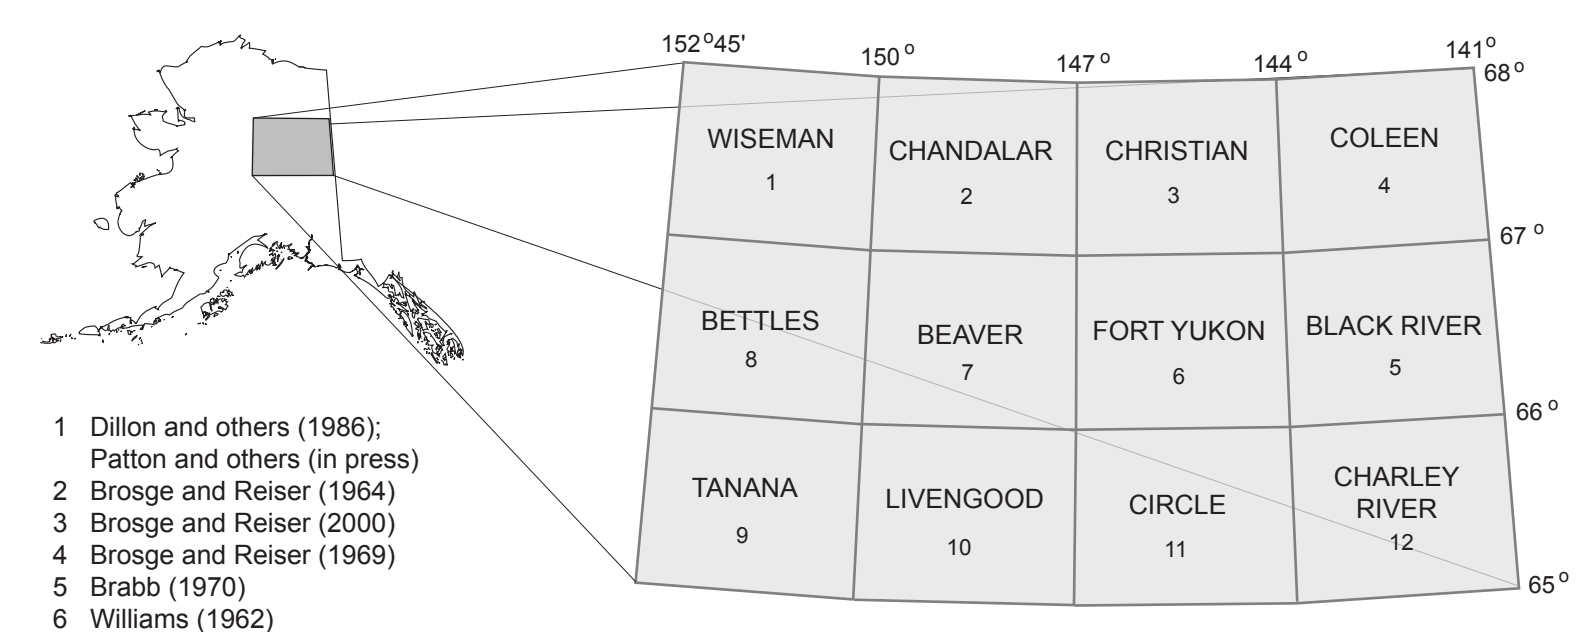 152°45'
150°
147°
144°
141°
68°
WISEMAN
1
CHANDALAR
2
CHRISTIAN
3
COLEEN
4
67°
BETTLES
8
BEAVER
7
FORT YUKON
6
BLACK RIVER
5
66°
TANANA
9
LIVENGOOD
10
CIRCLE
11
CHARLEY
RIVER
12
65°
1 Dillon and others (1986);
Patton and others (in press)
2 Brosge and Reiser (1964)
3 Brosge and Reiser (2000)
4 Brosge and Reiser (1969)
5 Brabb (1970)
6 Williams (1962)